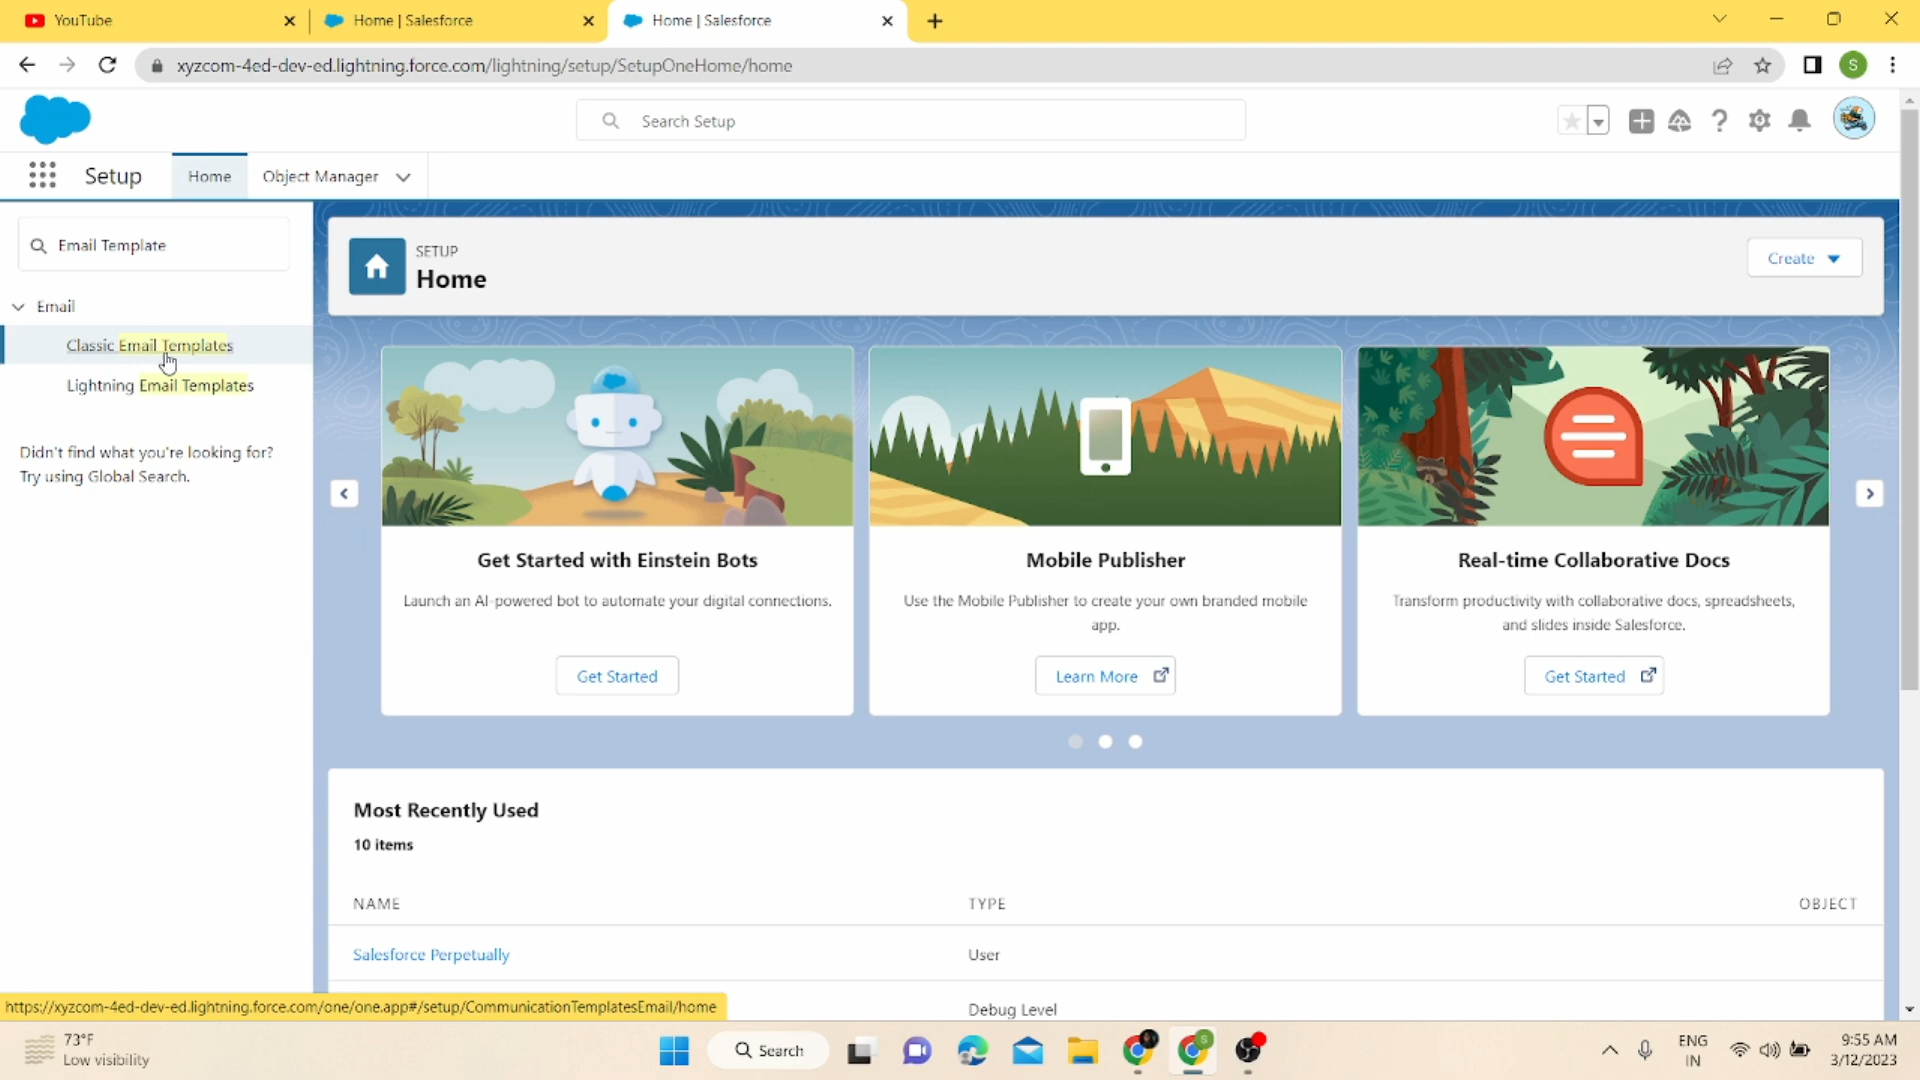 YouTube
Home | Salesforce
Home | Salesforce
xyzcom-4ed-dev-ed.lightning.force.com/lightning/setup/SetupOneHome/home
S
Search Setup
Setup
Home
Object Manager
Email Template
Email
Classic Email Templates
Lightning Email Templates
Didn't find what you're looking for?
Try using Global Search.
SETUP
Home
Create
Get Started with Einstein Bots
Launch an AI-powered bot to automate your digital connections.
Get Started
Mobile Publisher
Use the Mobile Publisher to create your own branded mobile
app.
Learn More
Real-time Collaborative Docs
Transform productivity with collaborative docs, spreadsheets,
and slides inside Salesforce.
Get Started
Most Recently Used
10 items
NAME TYPE OBJECT
Salesforce Perpetually User
Debug Level
https://xyzcom-4ed-dev-ed.lightning.force.com/one/one.app#/setup/CommunicationTemplatesEmail/home
73°F
Low visibility
Search
S
ENG
IN
9:55 AM
3/12/2023